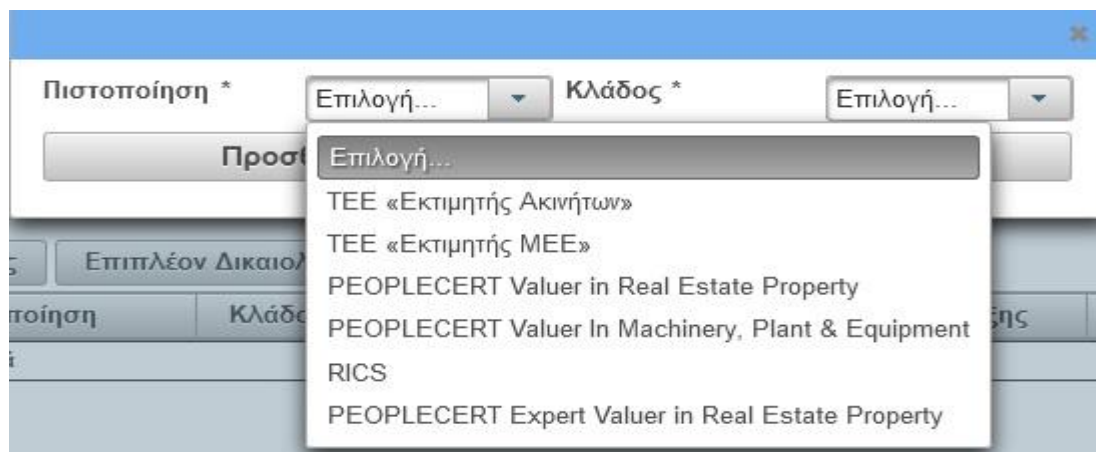 Πιστοποίηση * Επιλογή... Κλάδος * Επιλογή...
Επιλογή...
ΤΕΕ «Εκτιμητής Ακινήτων»
ΤΕΕ «Εκτιμητής ΜΕΕ»
PEOPLECERT Valuer in Real Estate Property
PEOPLECERT Valuer In Machinery, Plant & Equipment
RICS
PEOPLECERT Expert Valuer in Real Estate Property
Επιπλέον